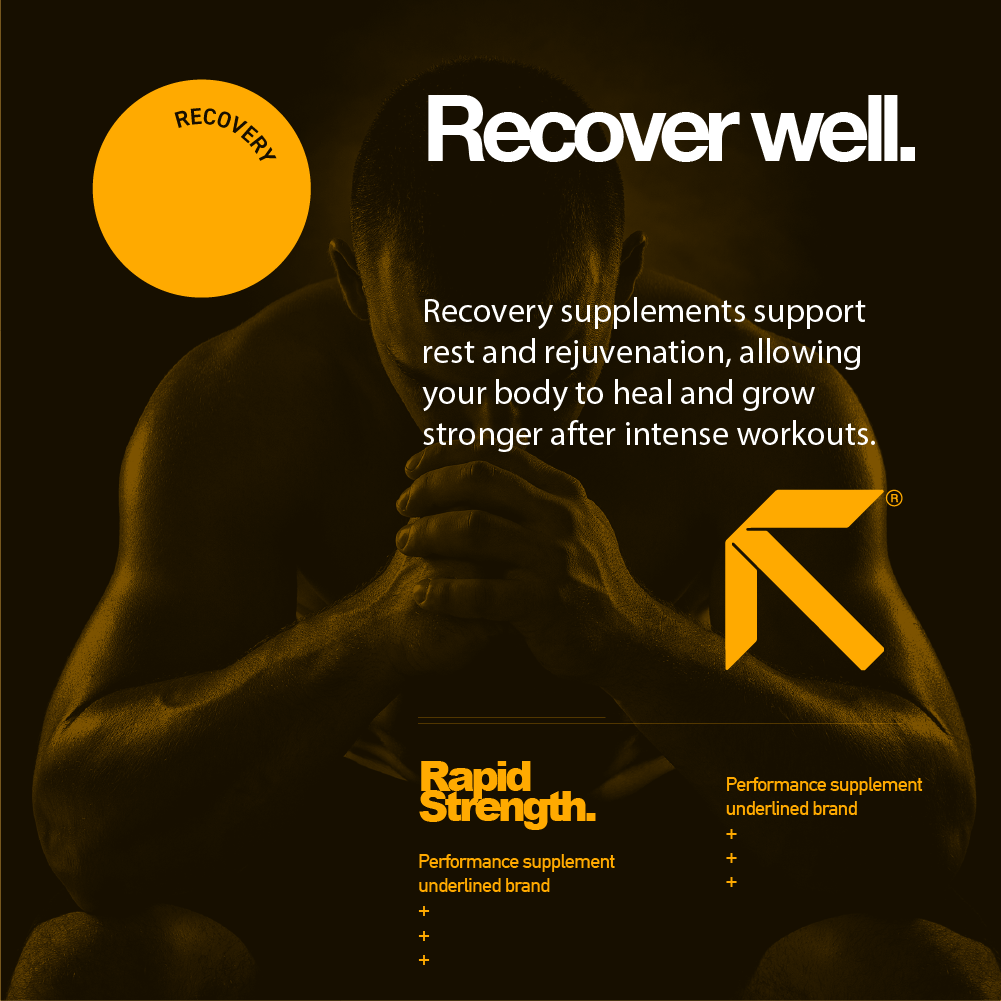 RECOVERY
Recover well.
Recovery supplements support
rest and rejuvenation, allowing
your body to heal and grow
stronger after intense workouts.
®
Rapid
Strength.
Performance supplement
underlined brand
+
+
+
Performance supplement
underlined brand
+
+
+